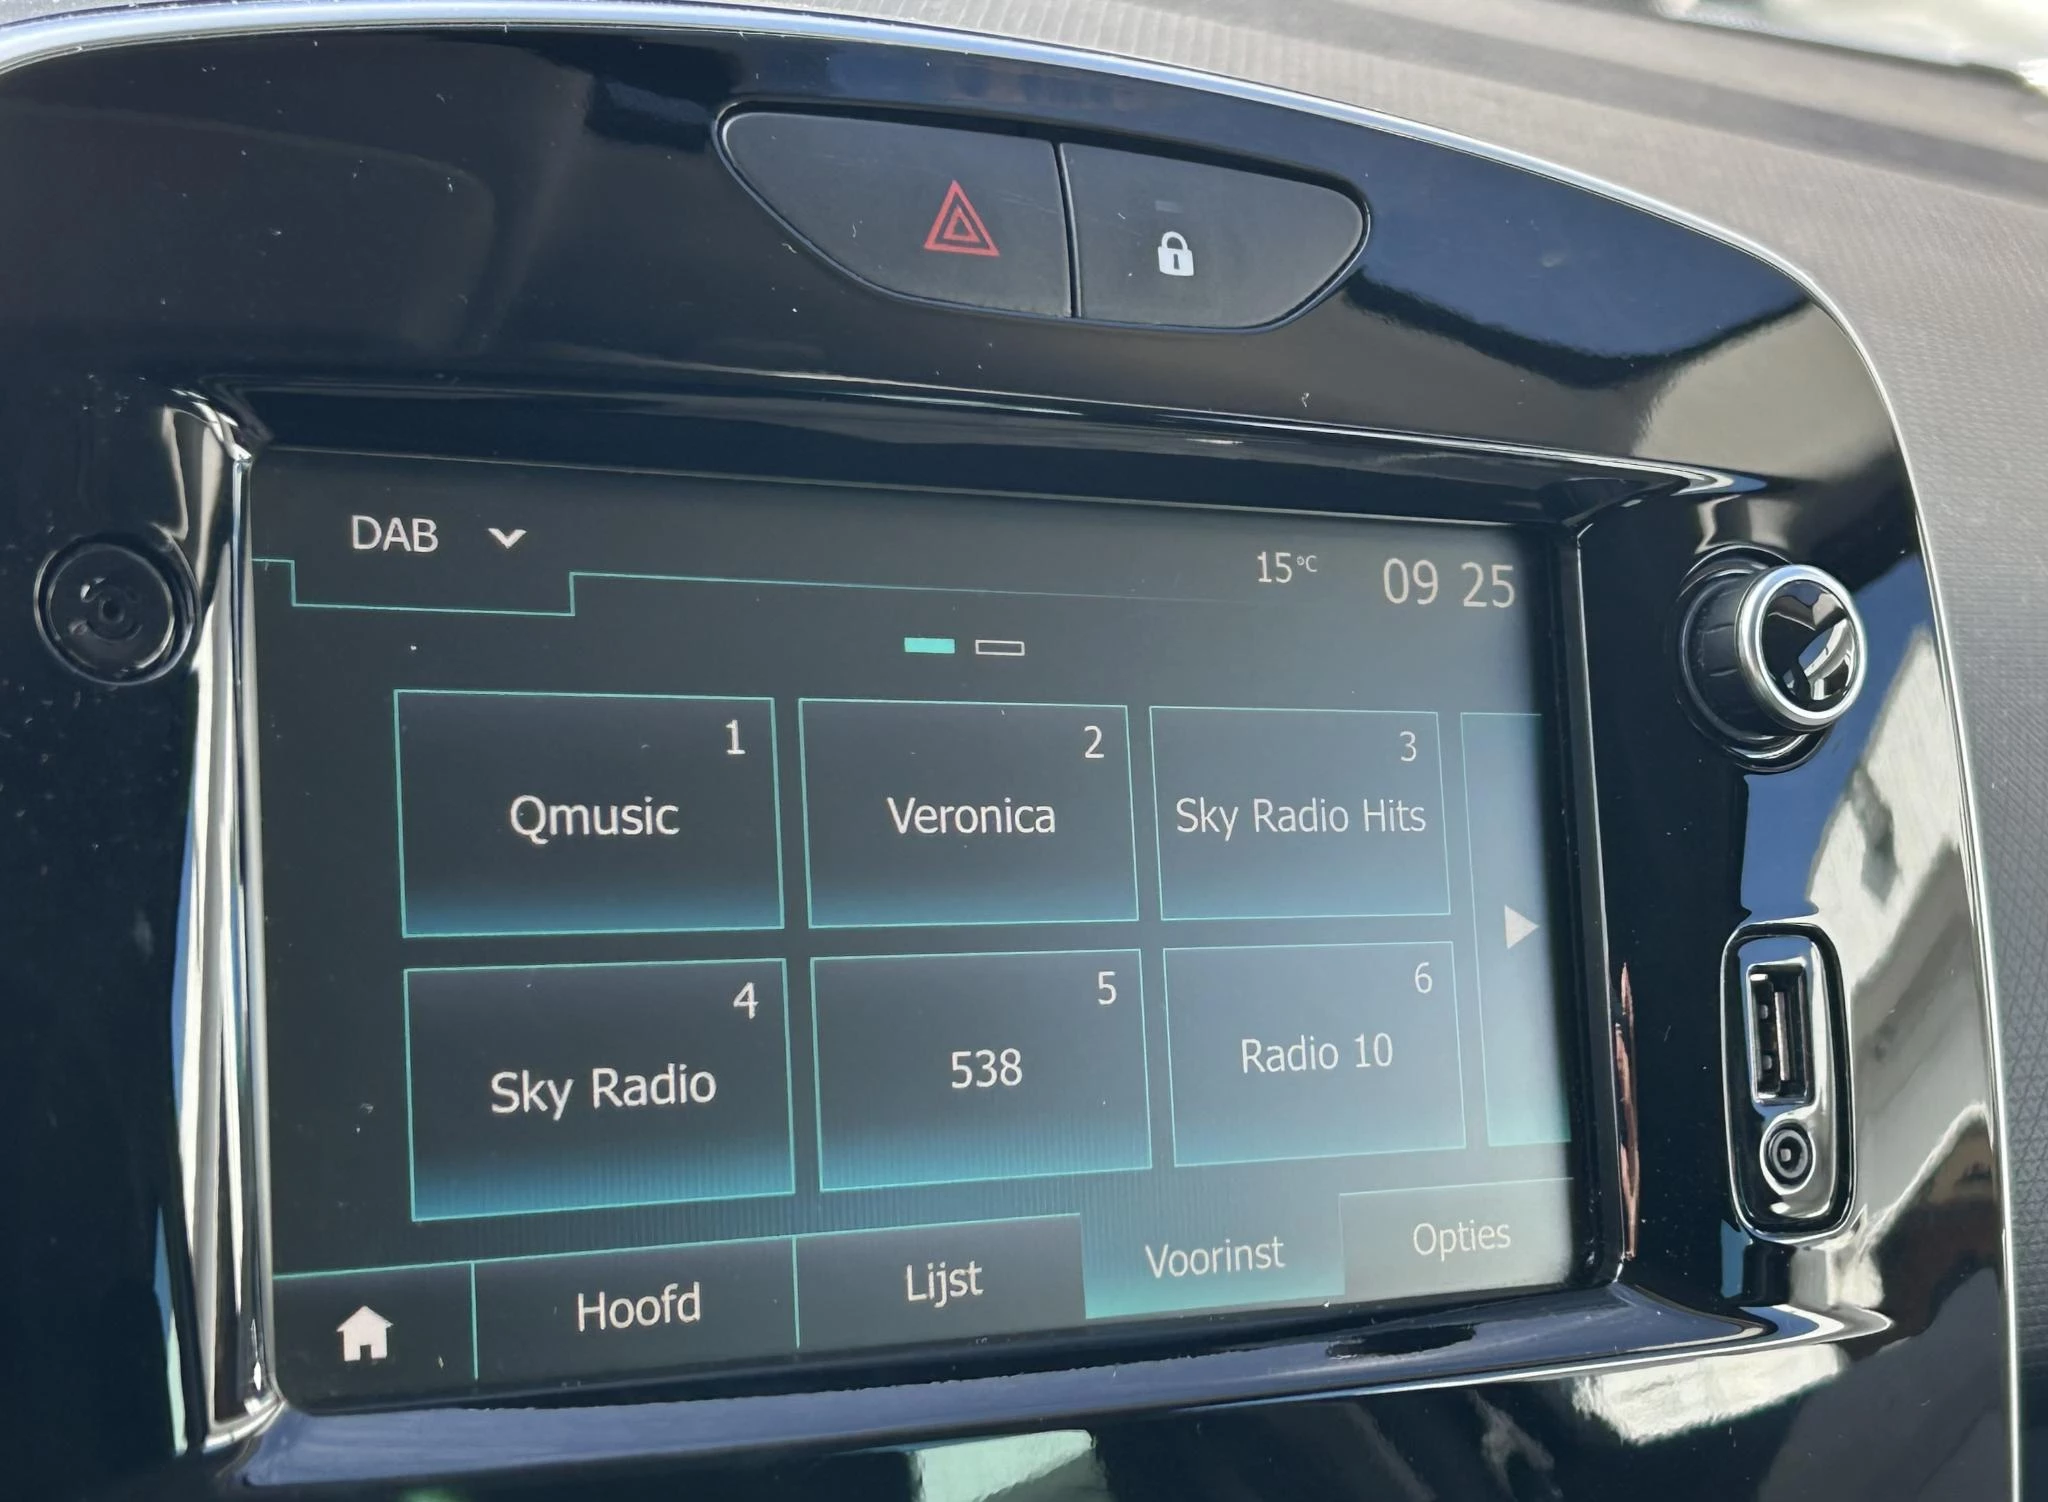 DAB
15°C 09 25
1 2 3
Qmusic Veronica Sky Radio Hits
4 5 6
Sky Radio 538 Radio 10
Hoofd Lijst Voorinst Opties